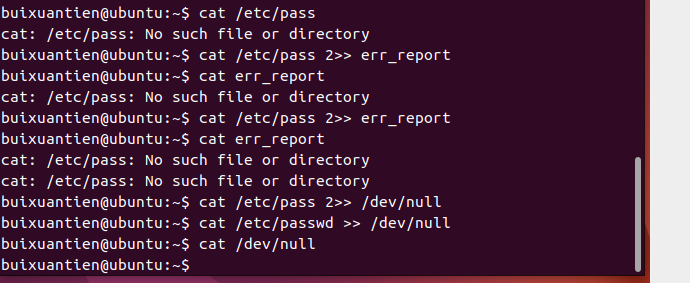 buixuantien@ubuntu:~$ cat /etc/pass
cat: /etc/pass: No such file or directory
buixuantien@ubuntu:~$ cat /etc/pass 2>> err_report
buixuantien@ubuntu:~$ cat err_report
cat: /etc/pass: No such file or directory
buixuantien@ubuntu:~$ cat /etc/pass 2>> err_report
buixuantien@ubuntu:~$ cat err_report
cat: /etc/pass: No such file or directory
cat: /etc/pass: No such file or directory
buixuantien@ubuntu:~$ cat /etc/pass 2>> /dev/null
buixuantien@ubuntu:~$ cat /etc/passwd >> /dev/null
buixuantien@ubuntu:~$ cat /dev/null
buixuantien@ubuntu:~$